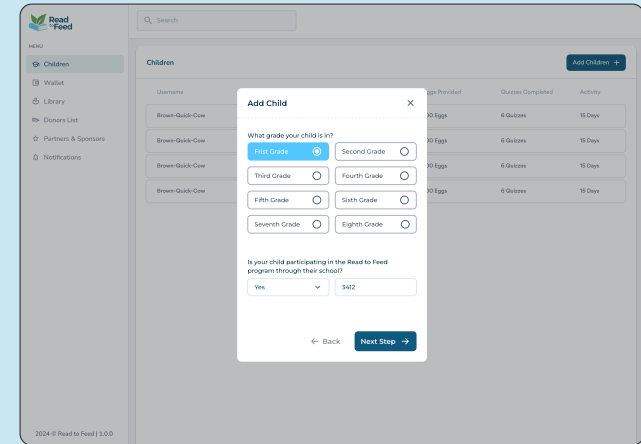 Read
to Feed
Search
MENU
Children
Wallet
Library
Donors List
Partners & Sponsors
Notifications
2024 © Read to Feed | 1.0.0
Children
Add Children +
Username
Quizzes Completed
Activity
ggs Provided
Brown-Quick-Cow
00 Eggs
6 Quizzes
15 Days
Brown-Quick-Cow
00 Eggs
6 Quizzes
15 Days
Brown-Quick-Cow
00 Eggs
6 Quizzes
15 Days
Brown-Quick-Cow
00 Eggs
6 Quizzes
15 Days
Add Child
What grade your child is in?
Frist Grade
Second Grade
Third Grade
Fourth Grade
Fifth Grade
Sixth Grade
Seventh Grade
Eighth Grade
Is your child participating in the Read to Feed
program through their school?
Yes
3412
Back
Next Step